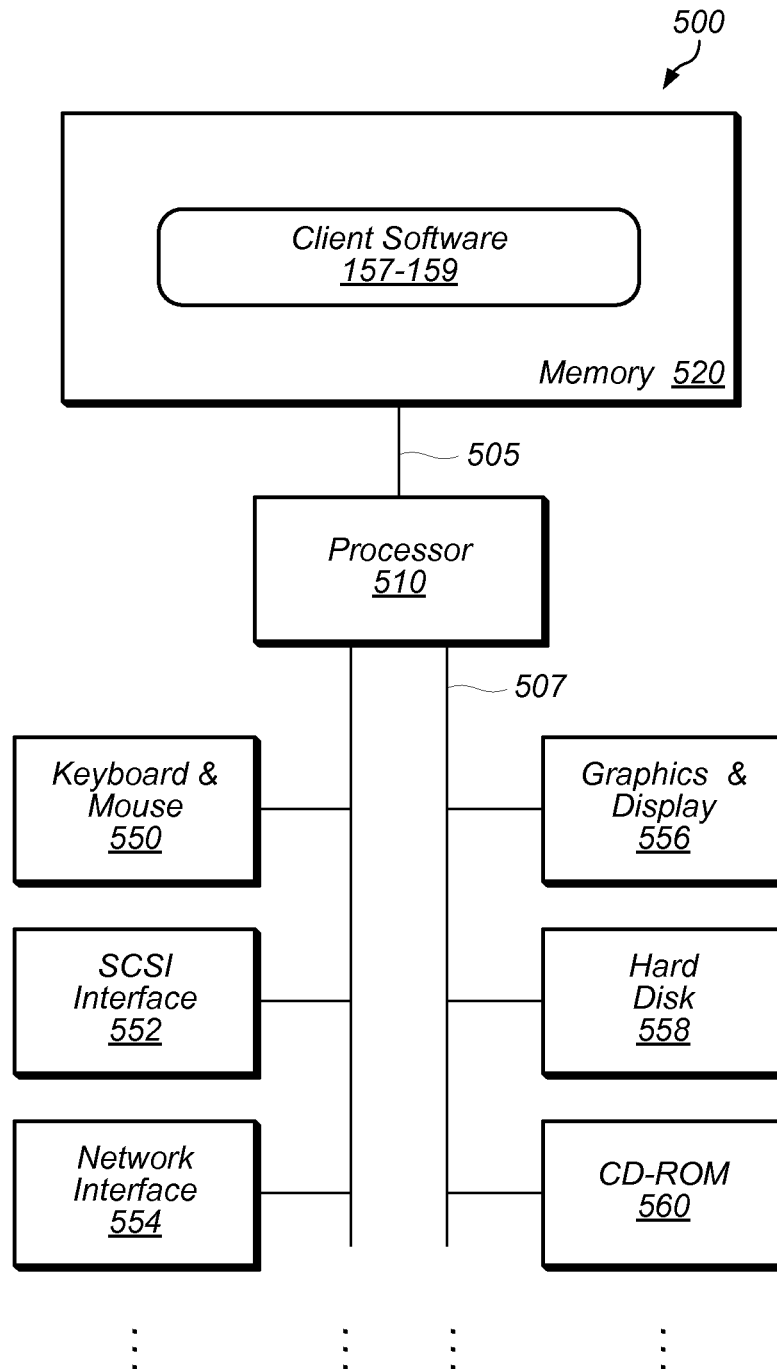 500
Client Software
157-159
Memory 520
505
Processor
510
507
Keyboard &
Mouse
550
Graphics &
Display
556
SCSI
Interface
552
Hard
Disk
558
Network
Interface
554
CD-ROM
560